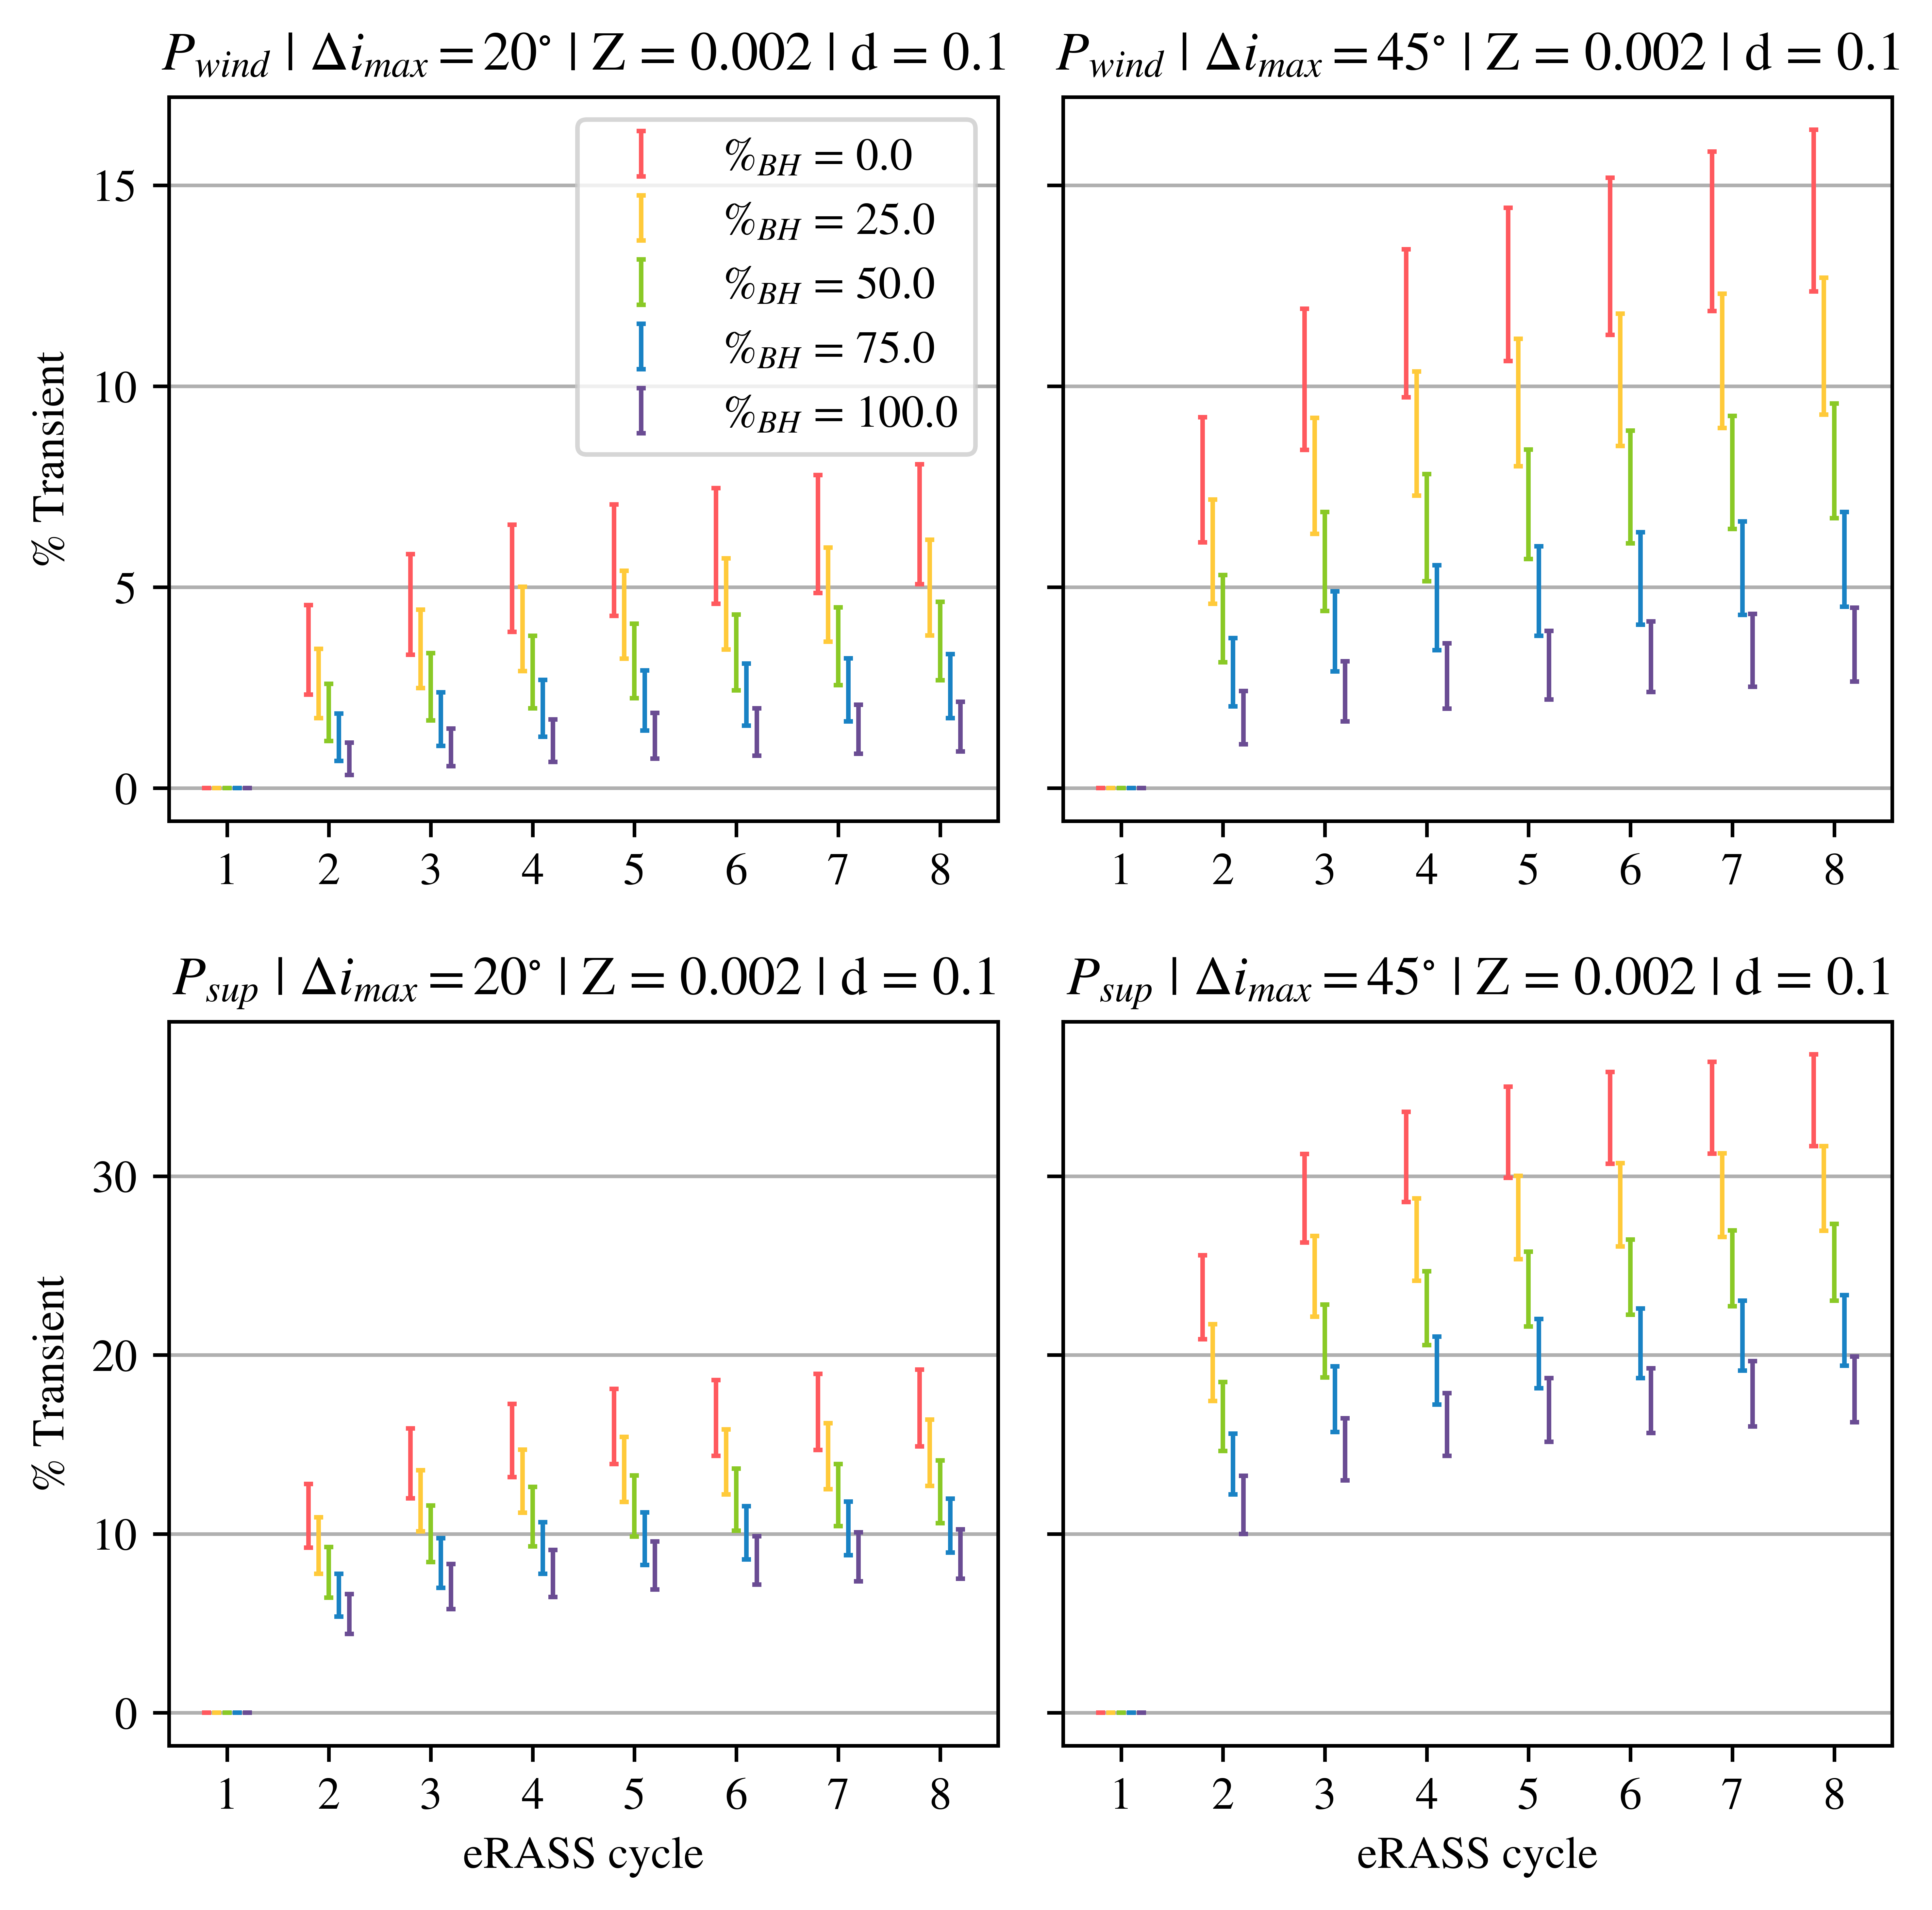 P_wind | Δi_max = 20° | Z = 0.002 | d = 0.1
P_wind | Δi_max = 45° | Z = 0.002 | d = 0.1
%_BH = 0.0
%_BH = 25.0
%_BH = 50.0
%_BH = 75.0
%_BH = 100.0
% Transient
15
10
5
0
1 2 3 4 5 6 7 8
1 2 3 4 5 6 7 8
P_sup | Δi_max = 20° | Z = 0.002 | d = 0.1
P_sup | Δi_max = 45° | Z = 0.002 | d = 0.1
% Transient
30
20
10
0
1 2 3 4 5 6 7 8
1 2 3 4 5 6 7 8
eRASS cycle
eRASS cycle